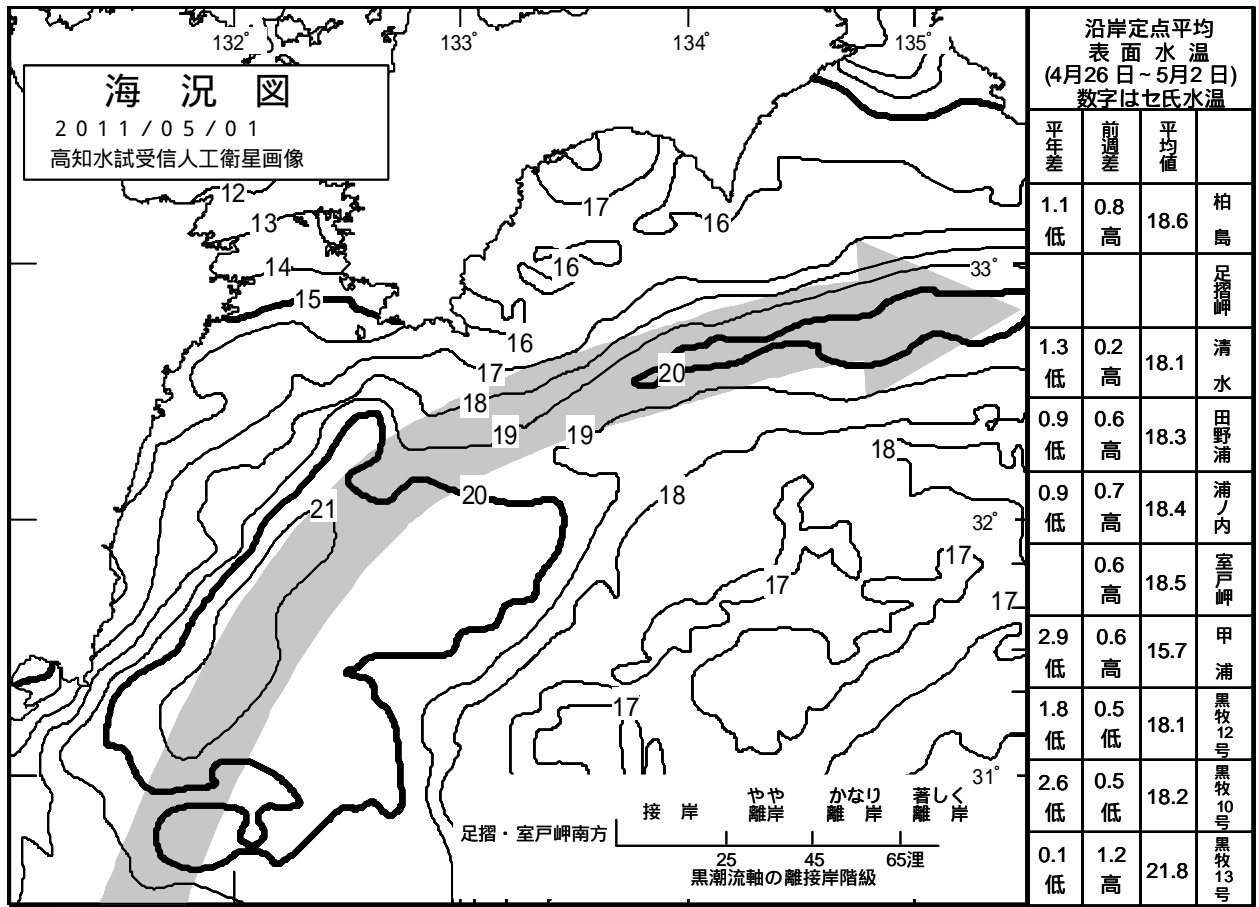 132°
133°
134°
135°
海 況 図
2011/05/01
高知水試受信人工衛星画像
12
13
14
15
17
16
16
16
17
18
19
19
20
33°
20
21
18
18
32°
17
17
17
17
31°
接 岸
やや離岸
かなり離 岸
著しく離 岸
足摺・室戸岬南方
25 45 65浬
黒潮流軸の離接岸階級
沿岸定点平均
表 面 水 温
(4月26日~5月2日)
数字はセ氏水温
平年差 前週差 平均値
1.1低 0.8高 18.6 柏島
足摺岬
1.3低 0.2高 18.1 清水
0.9低 0.6高 18.3 田野浦
0.9低 0.7高 18.4 浦ノ内
0.6高 18.5 室戸岬
2.9低 0.6高 15.7 甲浦
1.8低 0.5低 18.1 黒牧12号
2.6低 0.5低 18.2 黒牧10号
0.1低 1.2高 21.8 黒牧13号